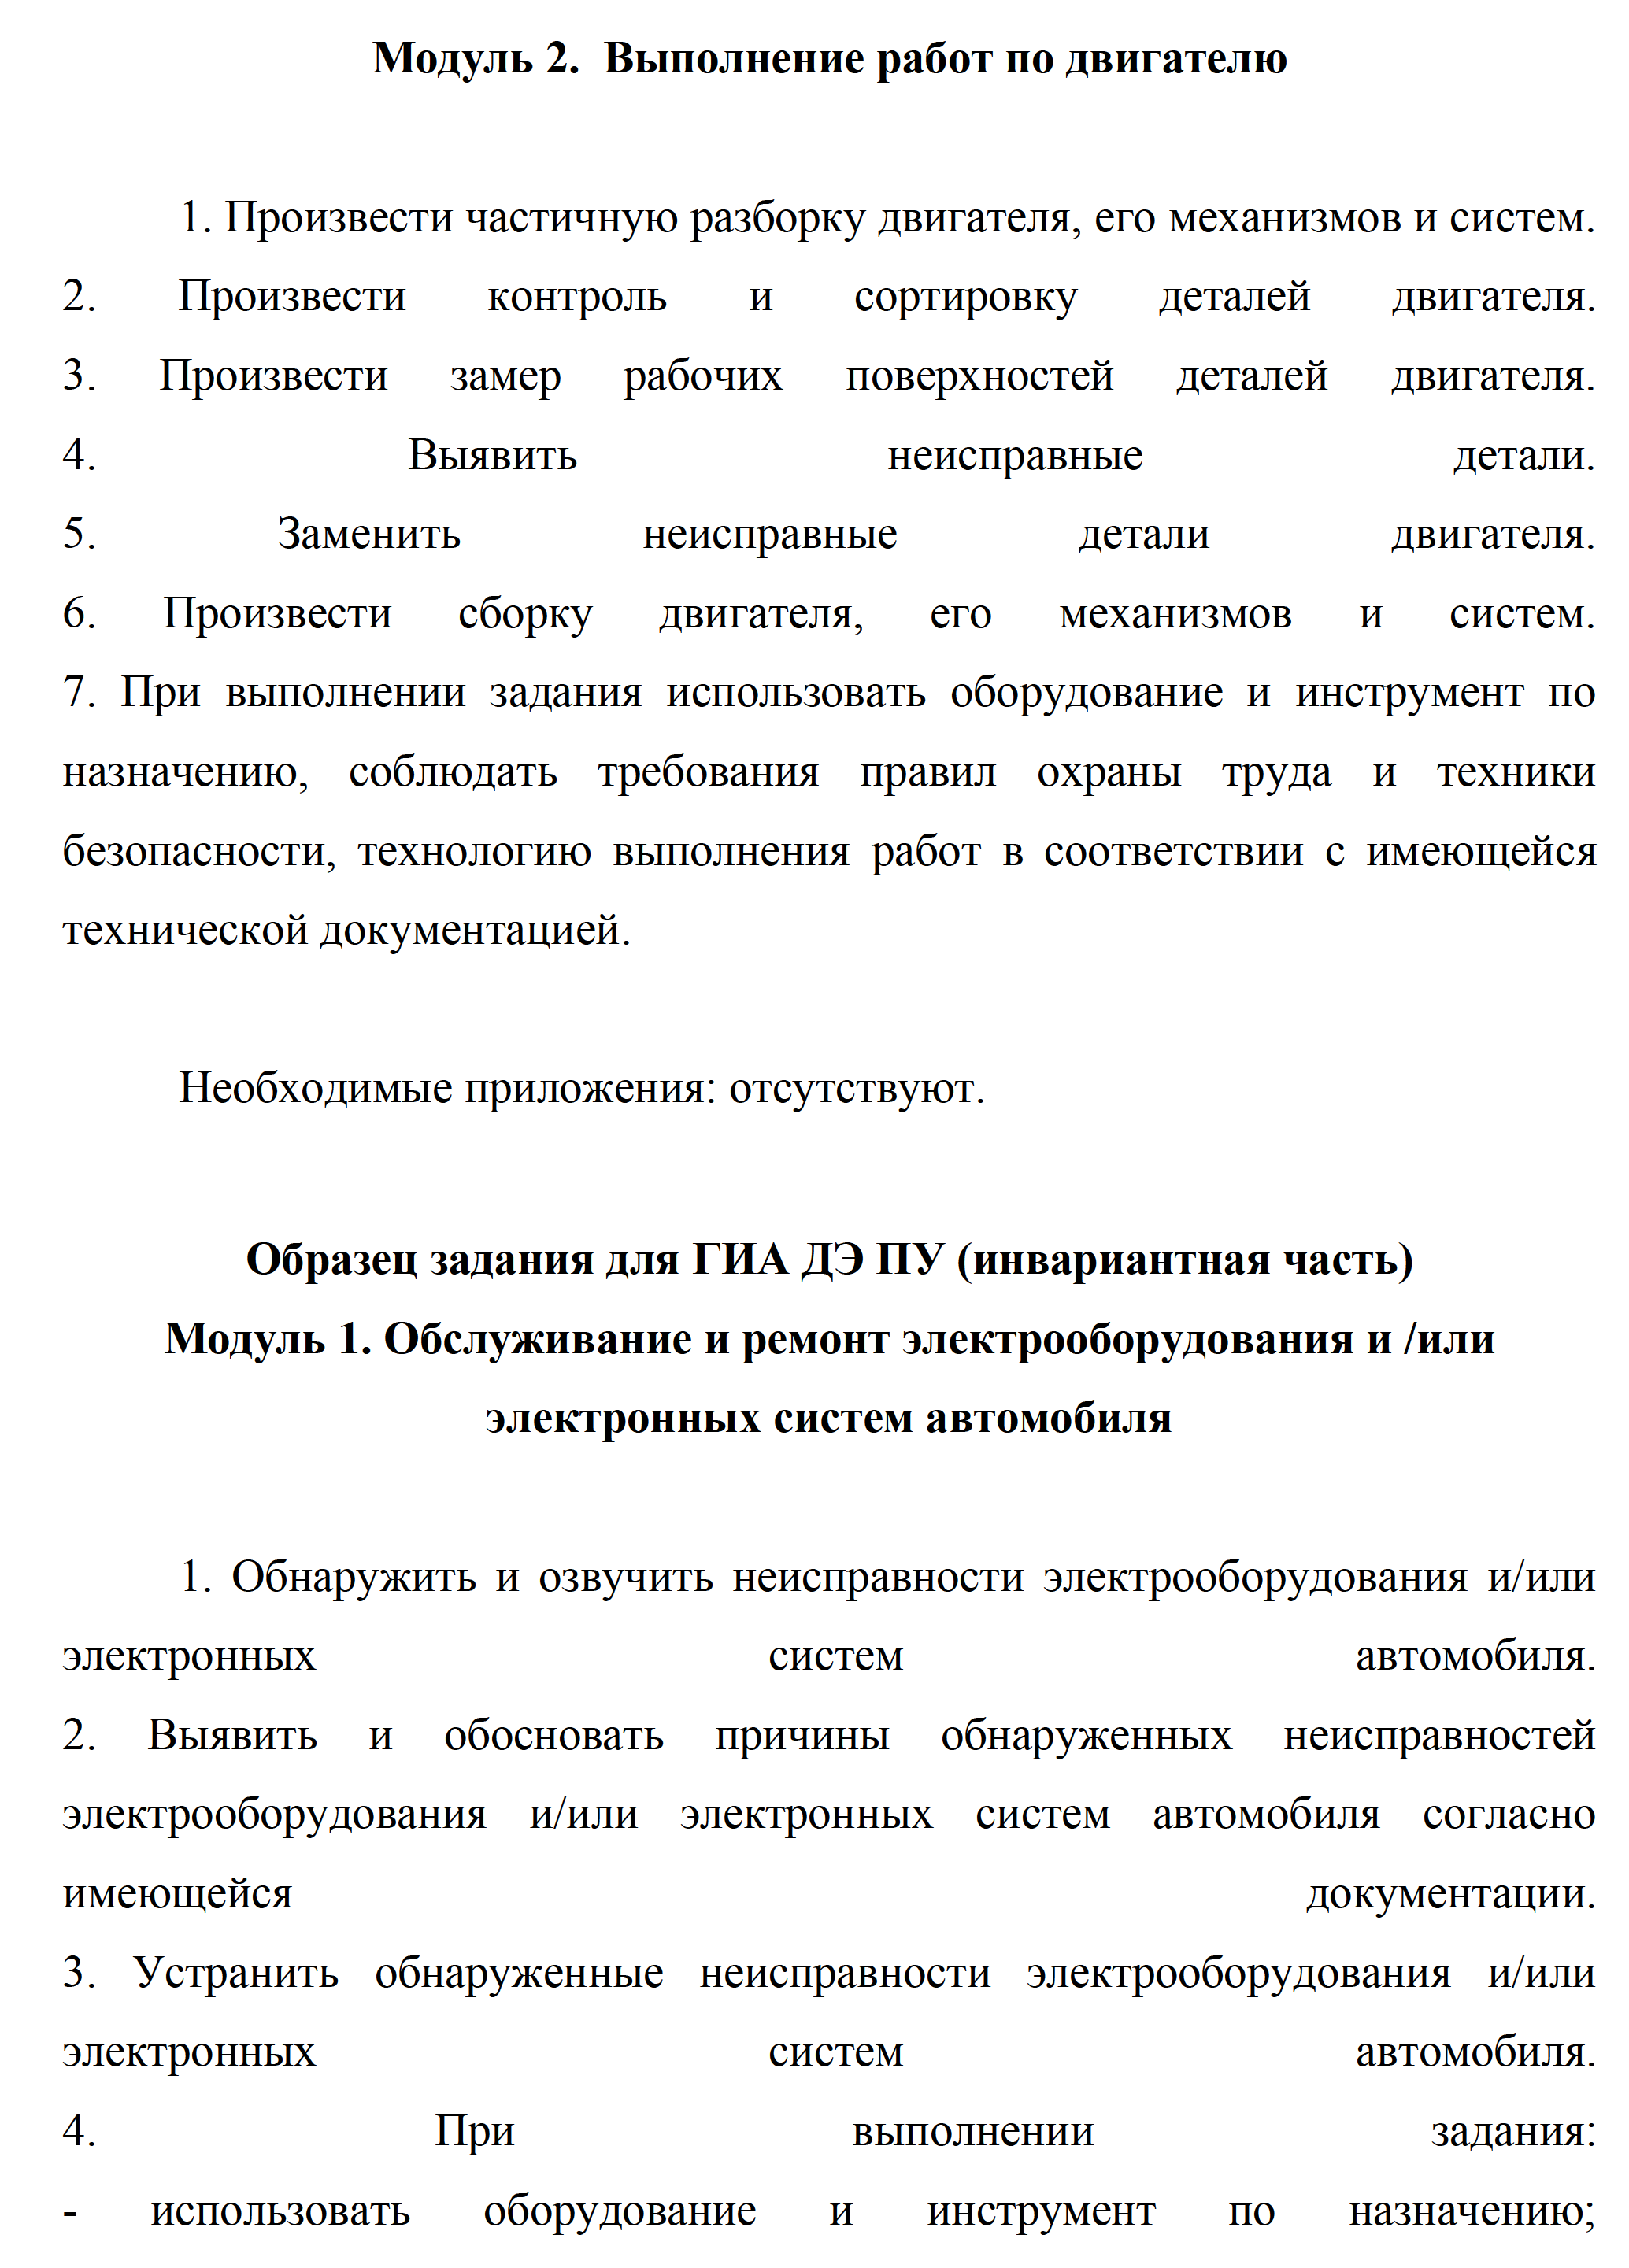 Модуль 2.  Выполнение работ по двигателю
1. Произвести частичную разборку двигателя, его механизмов и систем.
2. Произвести контроль и сортировку деталей двигателя.
3. Произвести замер рабочих поверхностей деталей двигателя.
4. Выявить неисправные детали.
5. Заменить неисправные детали двигателя.
6. Произвести сборку двигателя, его механизмов и систем.
7. При выполнении задания использовать оборудование и инструмент по
назначению, соблюдать требования правил охраны труда и техники
безопасности, технологию выполнения работ в соответствии с имеющейся
технической документацией.
Необходимые приложения: отсутствуют.
Образец задания для ГИА ДЭ ПУ (инвариантная часть)
Модуль 1. Обслуживание и ремонт электрооборудования и /или
электронных систем автомобиля
1. Обнаружить и озвучить неисправности электрооборудования и/или
электронных систем автомобиля.
2. Выявить и обосновать причины обнаруженных неисправностей
электрооборудования и/или электронных систем автомобиля согласно
имеющейся документации.
3. Устранить обнаруженные неисправности электрооборудования и/или
электронных систем автомобиля.
4. При выполнении задания:
- использовать оборудование и инструмент по назначению;